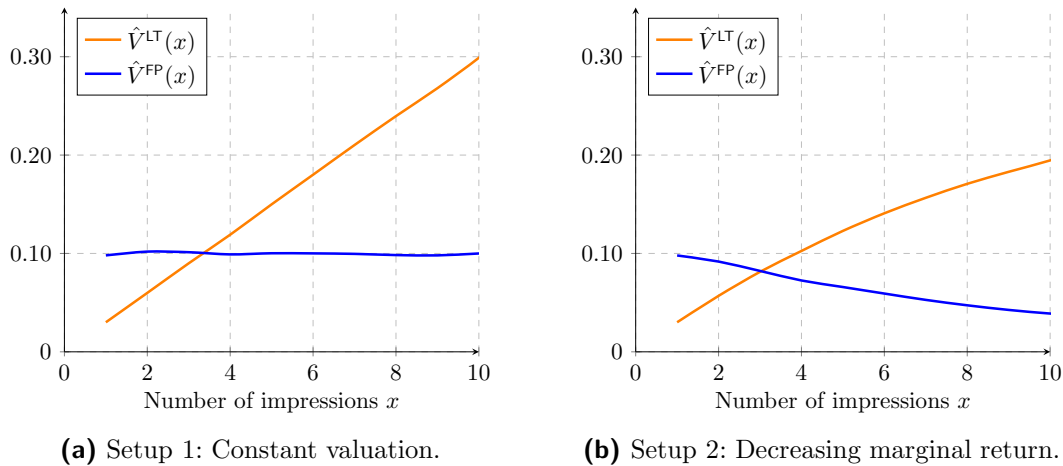 V̂^LT(x)
V̂^FP(x)
0.30
0.20
0.10
0
0 2 4 6 8 10
Number of impressions x
(a) Setup 1: Constant valuation.
V̂^LT(x)
V̂^FP(x)
0.30
0.20
0.10
0
0 2 4 6 8 10
Number of impressions x
(b) Setup 2: Decreasing marginal return.